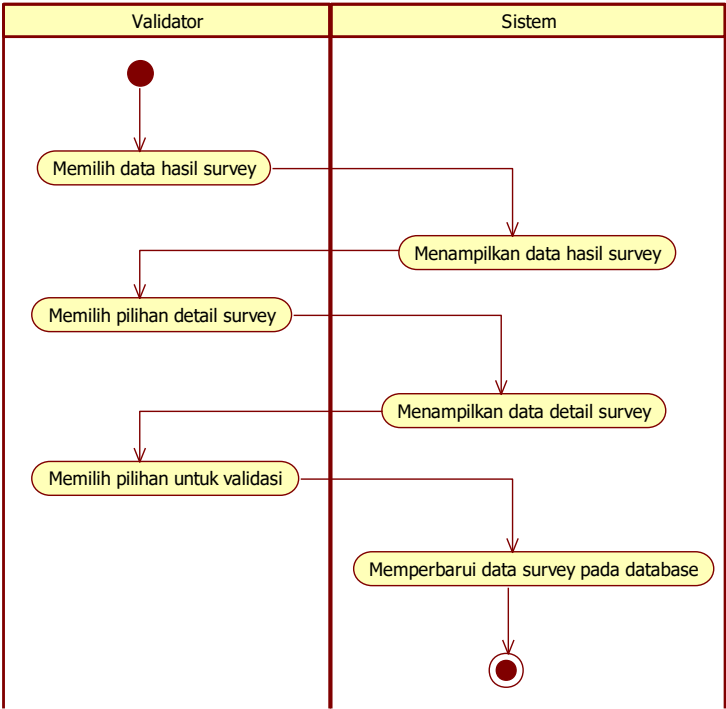 Validator
Sistem
Memilih data hasil survey
Menampilkan data hasil survey
Memilih pilihan detail survey
Menampilkan data detail survey
Memilih pilihan untuk validasi
Memperbarui data survey pada database